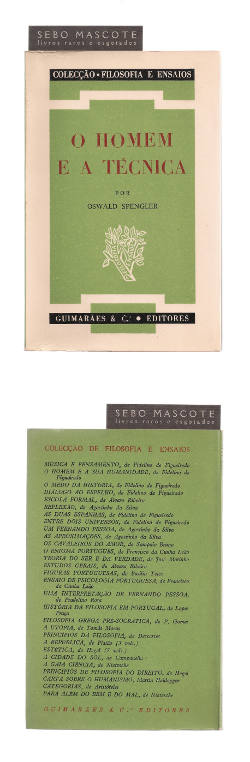 SEBO MASCOTE
livros raros e esgotados
COLECÇÃO • FILOSOFIA E ENSAIOS
O HOMEM
E A TÉCNICA
POR
OSWALD SPENGLER
GUIMARÃES & C.ª • EDITORES
SEBO MASCOTE
livros raros e esgotados
COLECÇÃO DE FILOSOFIA E ENSAIOS
MÚSICA E PENSAMENTO, de Fidelino de Figueiredo
O HOMEM E A SUA HUMANIDADE, de Fidelino de
Figueiredo
O MEDO DA HISTÓRIA, de Fidelino de Figueiredo
DIÁLOGO AO ESPELHO, de Fidelino de Figueiredo
ESCOLA FORMAL, de Álvaro Ribeiro
REFLEXÃO, de Agostinho da Silva
AS DUAS ESPANHAS, de Fidelino de Figueiredo
ENTRE DOIS UNIVERSOS, de Fidelino de Figueiredo
UM FERNANDO PESSOA, de Agostinho da Silva
AS APROXIMAÇÕES, de Agostinho da Silva
OS CAVALEIROS DO AMOR, de Sampaio Bruno
O ENIGMA PORTUGUÊS, de Francisco da Cunha Leão
TEORIA DO SER E DA VERDADE, de José Marinho
ESTUDOS GERAIS, de Álvaro Ribeiro
FIGURAS PORTUGUESAS, de
ENSAIO DE PSICOLOGIA PORTUGUESA, de Francisco
da Cunha Leão
UMA INTERPRETAÇÃO DE FERNANDO PESSOA,
de
HISTÓRIA DA FILOSOFIA EM PORTUGAL, de Lopes
Praça
FILOSOFIA GREGA PRÉ-SOCRÁTICA, de P. Gomes
A UTOPIA, de Tomás Morus
PRINCÍPIOS DA FILOSOFIA, de Descartes
A REPÚBLICA, de Platão
ESTÉTICA, de Hegel (7 vols.)
A CIDADE DO SOL, de Campanella
A GAIA CIÊNCIA, de Nietzsche
PRINCÍPIOS DE FILOSOFIA DO DIREITO, de Hegel
CARTA SOBRE O HUMANISMO, Martin Heidegger
CATEGORIAS, de Aristóteles
PARA ALÉM DO BEM E DO MAL, de Nietzsche
GUIMARÃES & C.ª EDITORES